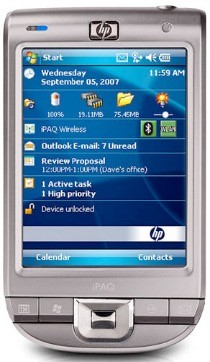 hp
Start
Wednesday 11:59 AM
September 05, 2007
100% 19.11MB 75.45MB
iPAQ Wireless WLAN
Outlook E-mail: 7 Unread
Review Proposal
12:00PM-1:00PM (Dave's office)
1 Active task
1 High priority
Device unlocked
hp
Calendar Contacts
iPAQ